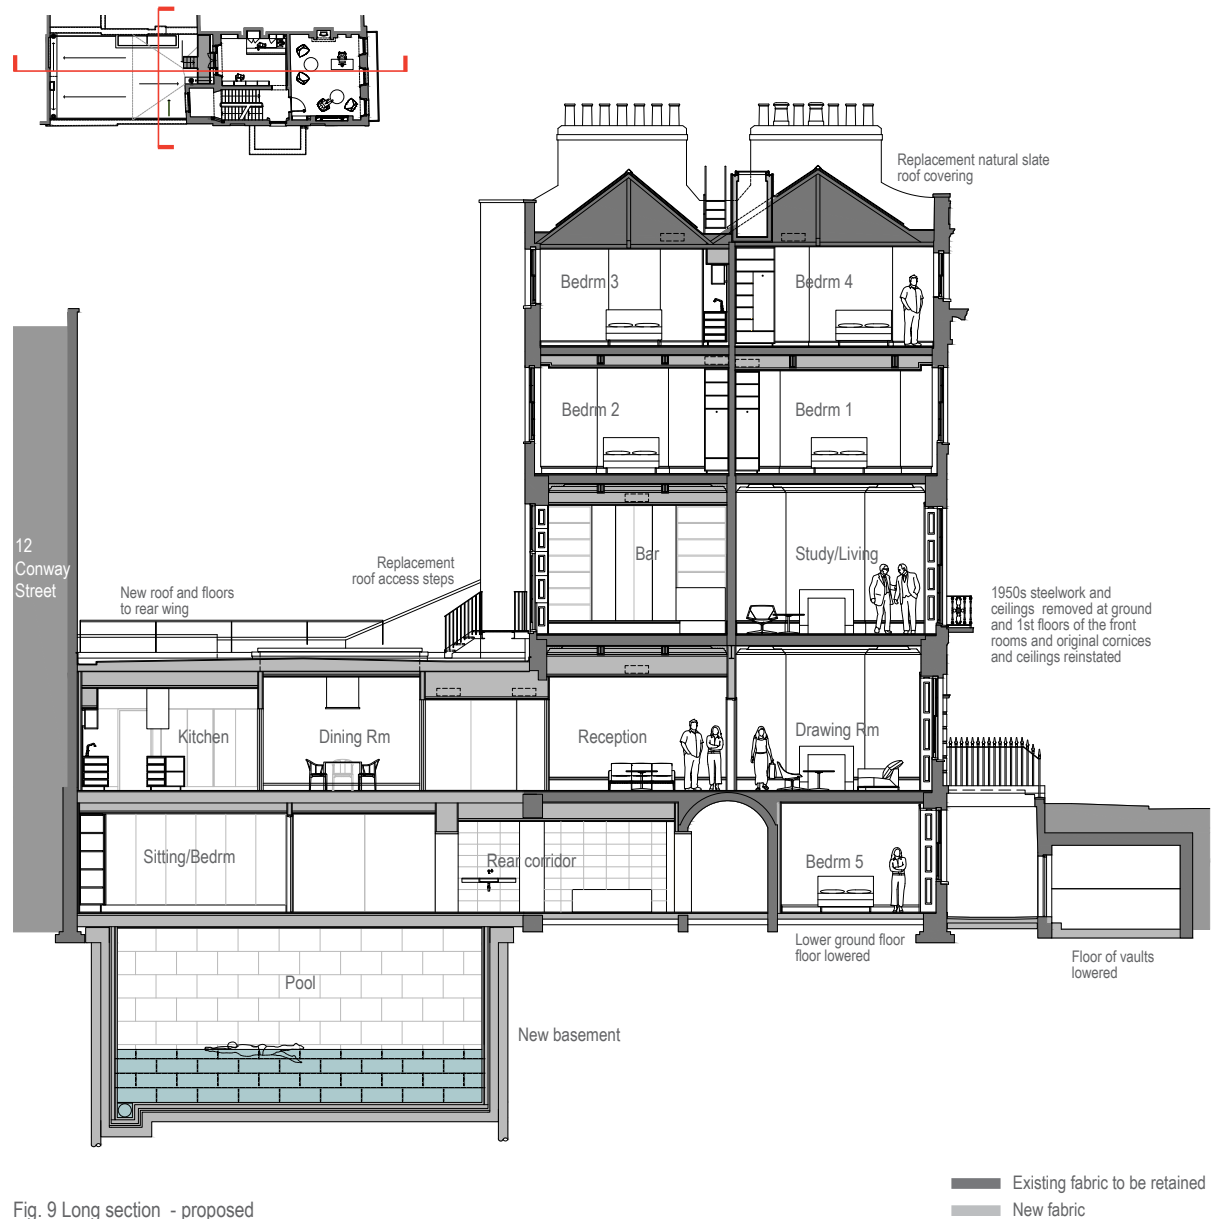 Replacement natural slate
roof covering
Bedrm 3
Bedrm 4
Bedrm 2
Bedrm 1
12
Conway
Street
Bar
Study/Living
Replacement
roof access steps
New roof and floors
to rear wing
1950s steelwork and
ceilings removed at ground
and 1st floors of the front
rooms and original cornices
and ceilings reinstated
Kitchen
Dining Rm
Reception
Drawing Rm
Sitting/Bedrm
Rear corridor
Bedrm 5
Lower ground floor
floor lowered
Floor of vaults
lowered
Pool
New basement
Existing fabric to be retained
New fabric
Fig. 9 Long section - proposed